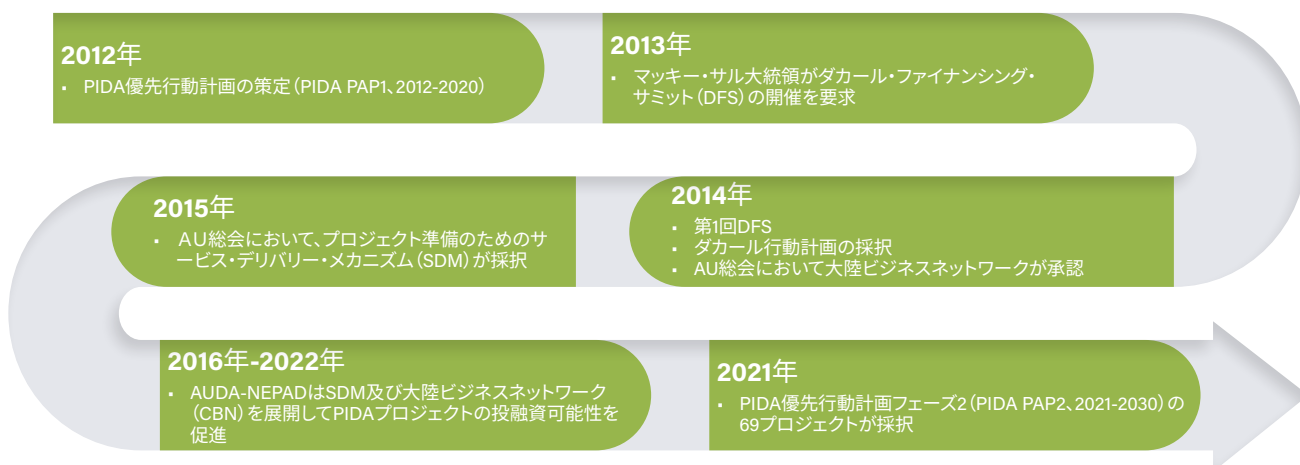 2012年
▪ PIDA優先行動計画の策定（PIDA PAP1、2012-2020）
2013年
▪ マッキー・サル大統領がダカール・ファイナンシング・
サミット（DFS）の開催を要求
2014年
▪ 第1回DFS
▪ ダカール行動計画の採択
▪ AU総会において大陸ビジネスネットワークが承認
2015年
▪ AU総会において、プロジェクト準備のためのサ
ービス・デリバリー・メカニズム（SDM）が採択
2016年-2022年
▪ AUDA-NEPADはSDM及び大陸ビジネスネットワーク
（CBN）を展開してPIDAプロジェクトの投融資可能性を
促進
2021年
▪ PIDA優先行動計画フェーズ2（PIDA PAP2、2021-2030）の
69プロジェクトが採択